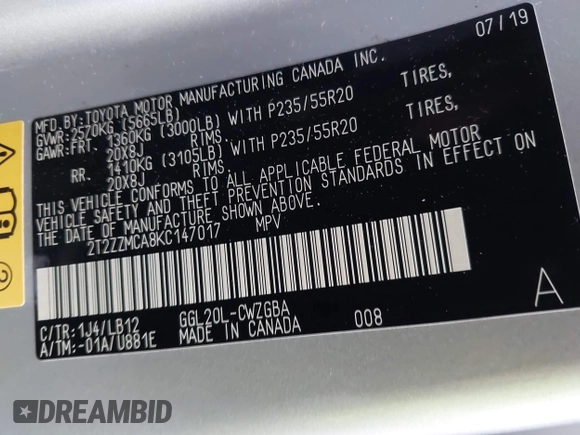 07/19
MFD.BY:TOYOTA MOTOR MANUFACTURING CANADA INC.
GVWR:2570KG (5665LB)
GAWR:FRT. 1360KG (3000LB) WITH P235/55R20 TIRES,
20X8J RIMS
RR. 1410KG (3105LB) WITH P235/55R20 TIRES,
20X8J RIMS
THIS VEHICLE CONFORMS TO ALL APPLICABLE FEDERAL MOTOR
VEHICLE SAFETY AND THEFT PREVENTION STANDARDS IN EFFECT ON
THE DATE OF MANUFACTURE SHOWN ABOVE.
2T2ZZMCA8KC147017 MPV
C/TR:1J4/LB12 GGL20L-CWZGBA
A/TM:-01A/U881E MADE IN CANADA 008
A
2
DREAMBID